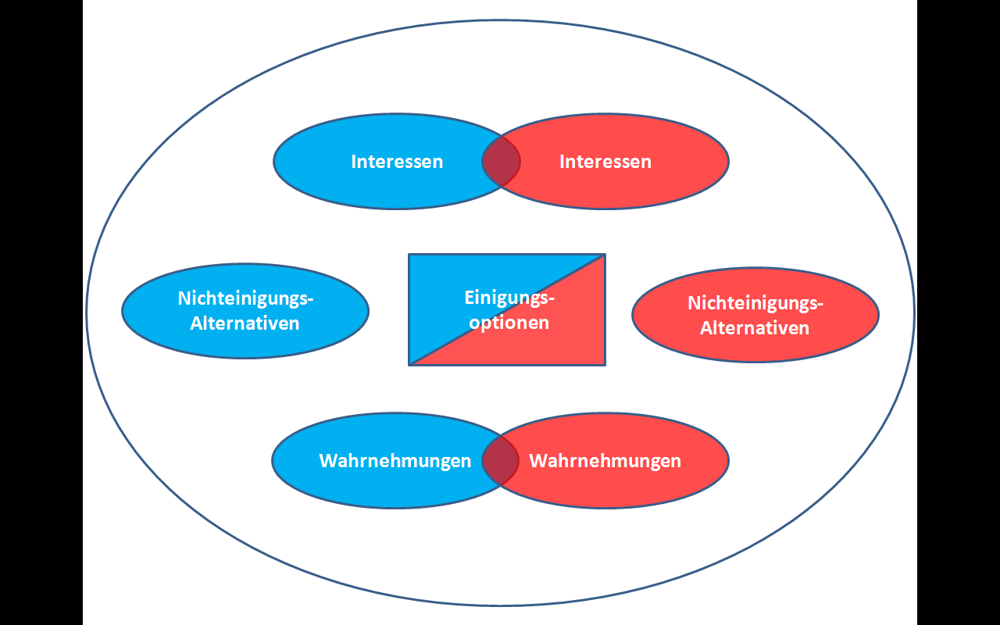 Interessen
Interessen
Nichteinigungs-
Alternativen
Einigungs-
optionen
Nichteinigungs-
Alternativen
Wahrnehmungen
Wahrnehmungen